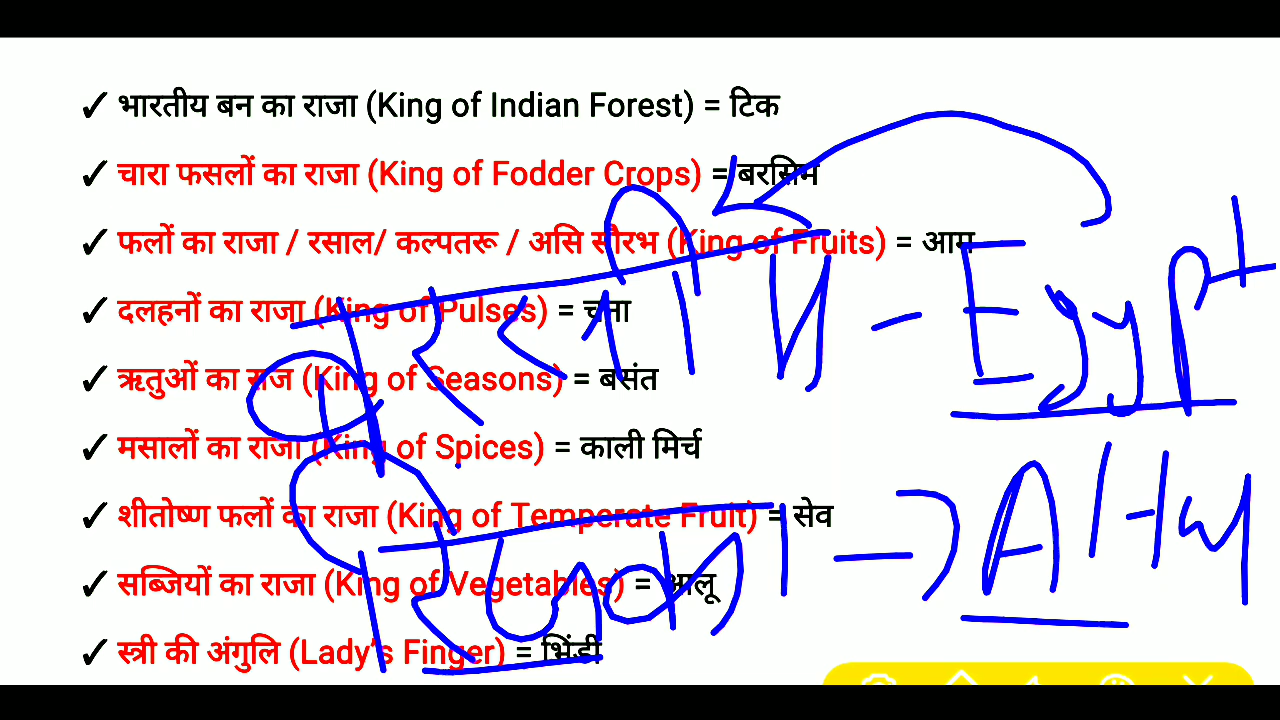 ✓ भारतीय बन का राजा (King of Indian Forest) = टिक
✓ चारा फसलों का राजा (King of Fodder Crops) = बरसिम
✓ फलों का राजा / रसाल/ कल्पतरू / असि सौरभ (King of Fruits) = आम
✓ दलहनों का राजा (King of Pulses) = चना
✓ ऋतुओं का राज (King of Seasons) = बसंत
✓ मसालों का राजा (King of Spices) = काली मिर्च
✓ शीतोष्ण फलों का राजा (King of Temperate Fruit) = सेव
✓ सब्जियों का राजा (King of Vegetables) = आलू
✓ स्त्री की अंगुलि (Lady's Finger) = भिंडी
- Egypt